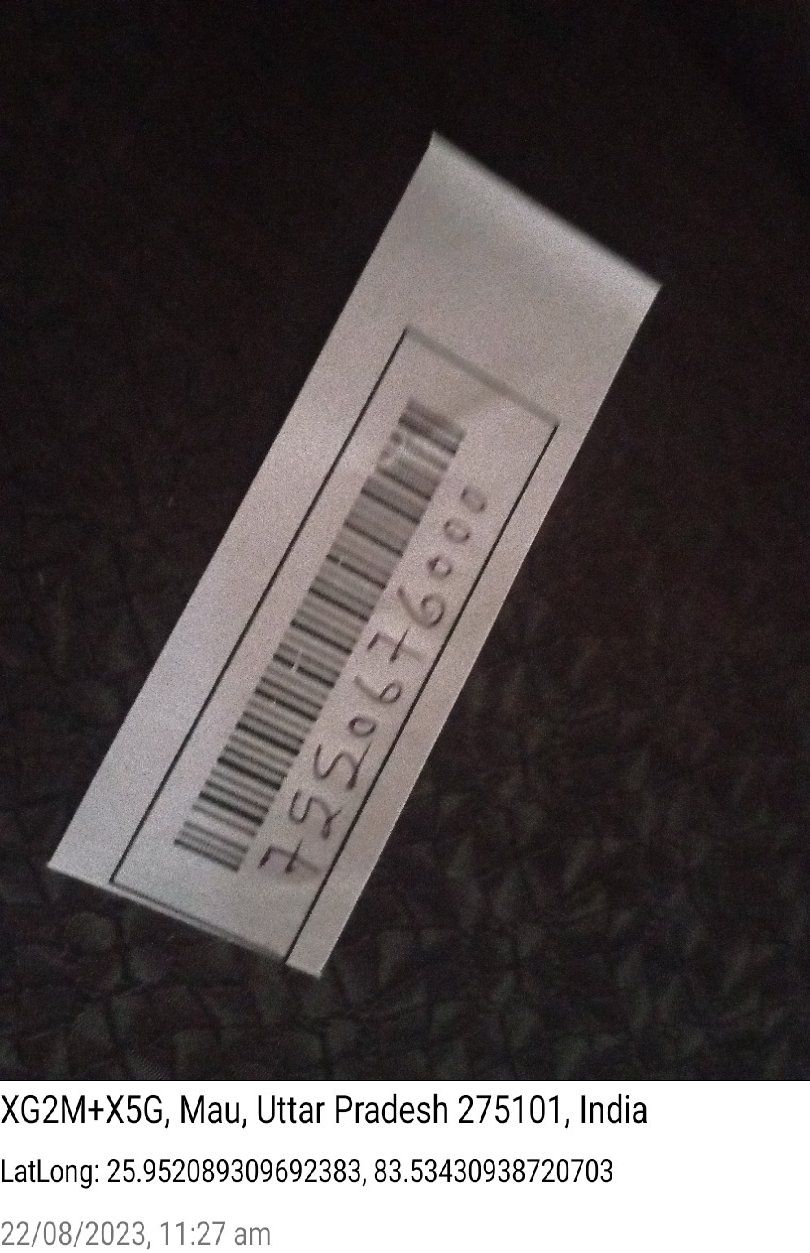 7550676000
XG2M+X5G, Mau, Uttar Pradesh 275101, India
LatLong: 25.952089309692383, 83.53430938720703
22/08/2023, 11:27 am